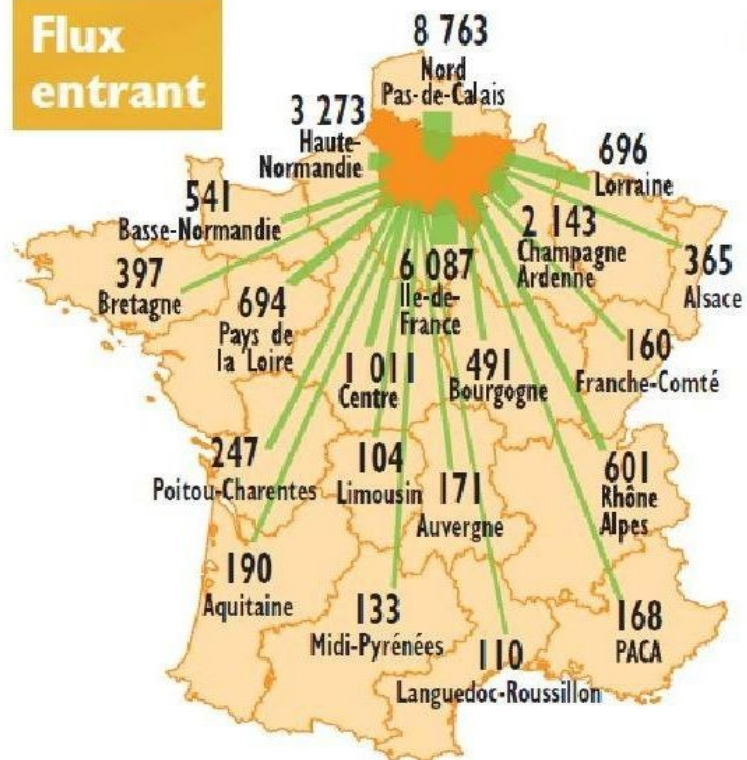 Flux
entrant
8 763
Nord
Pas-de-Calais
3 273
Haute-
Normandie
696
Lorraine
541
Basse-Normandie
2 143
Champagne
Ardenne
397
Bretagne
694
Pays de
la Loire
6 087
Ile-de-
France
365
Alsace
1 011
Centre
491
Bourgogne
160
Franche-Comté
247
Poitou-Charentes
104
Limousin
171
Auvergne
601
Rhône
Alpes
190
Aquitaine
133
Midi-Pyrénées
110
Languedoc-Roussillon
168
PACA